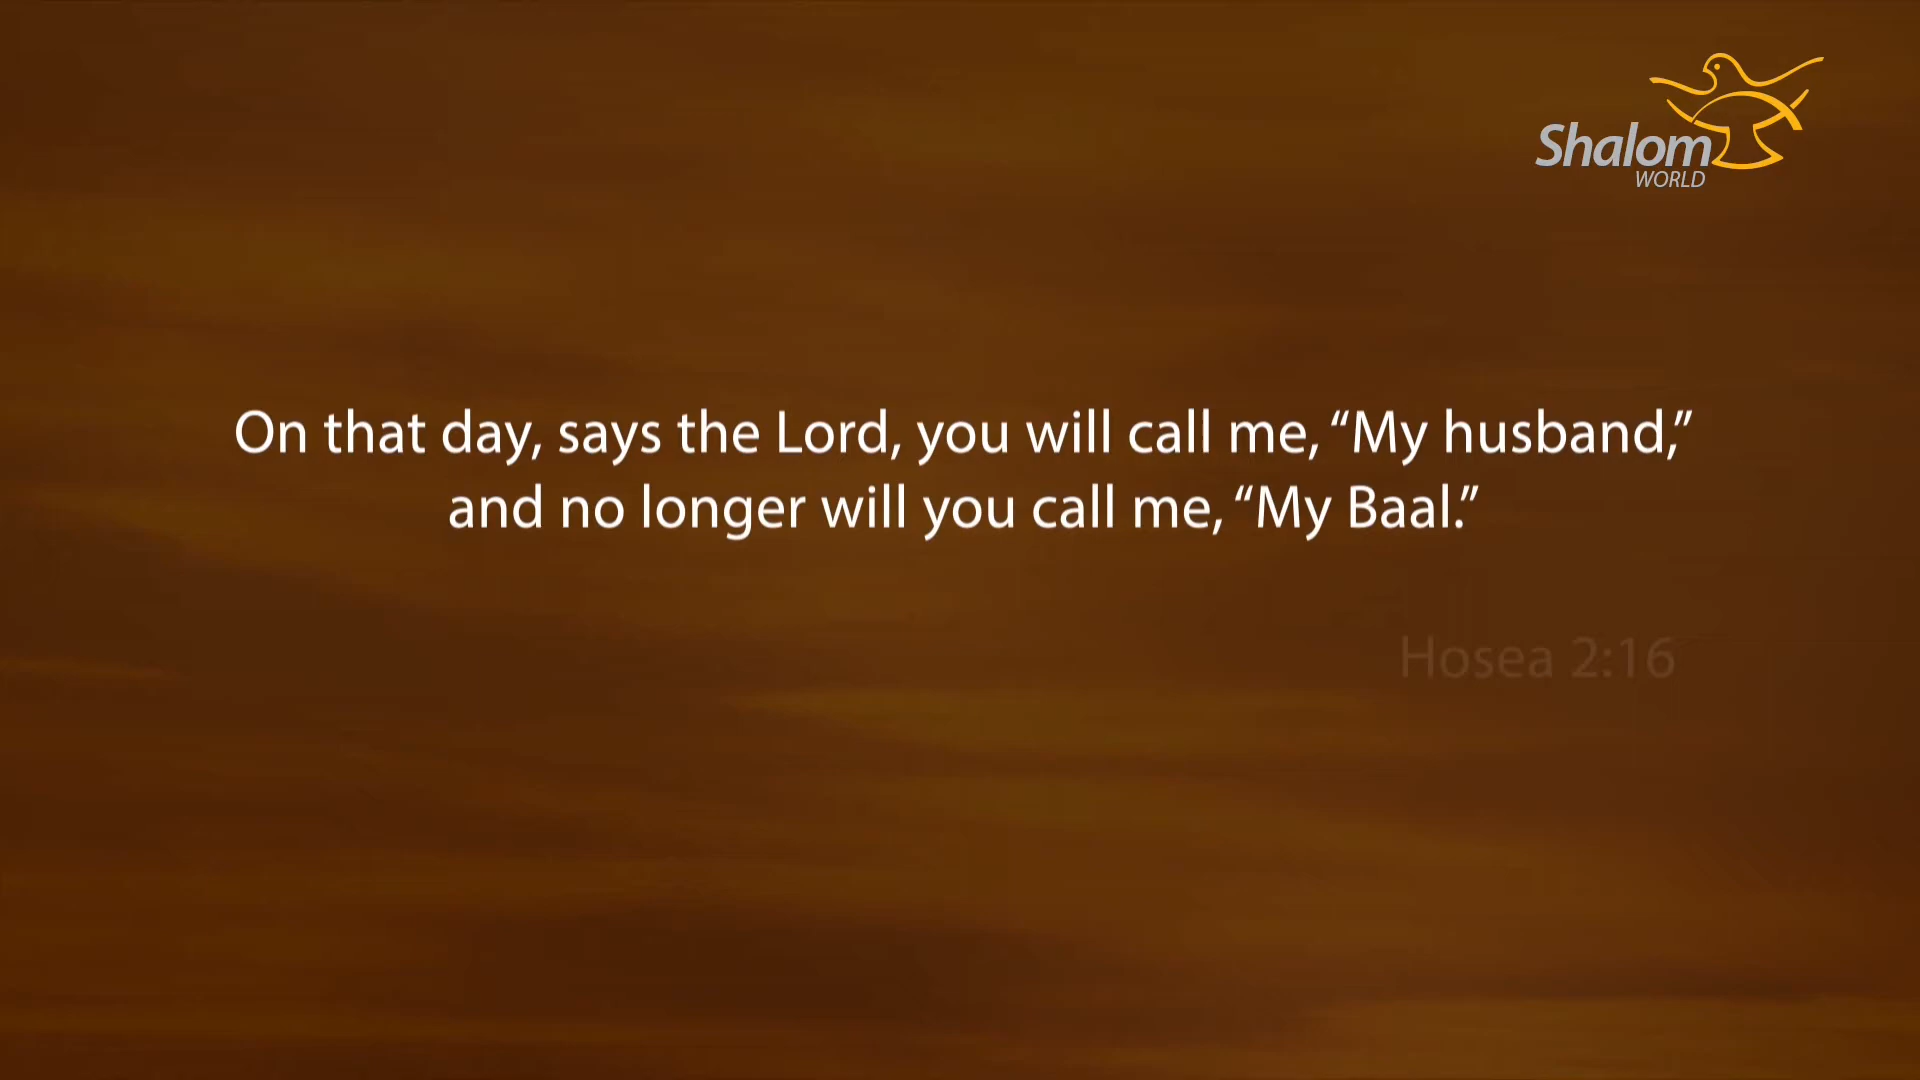 Shalom
WORLD
On that day, says the Lord, you will call me, “My husband,”
and no longer will you call me, “My Baal.”
Hosea 2:16